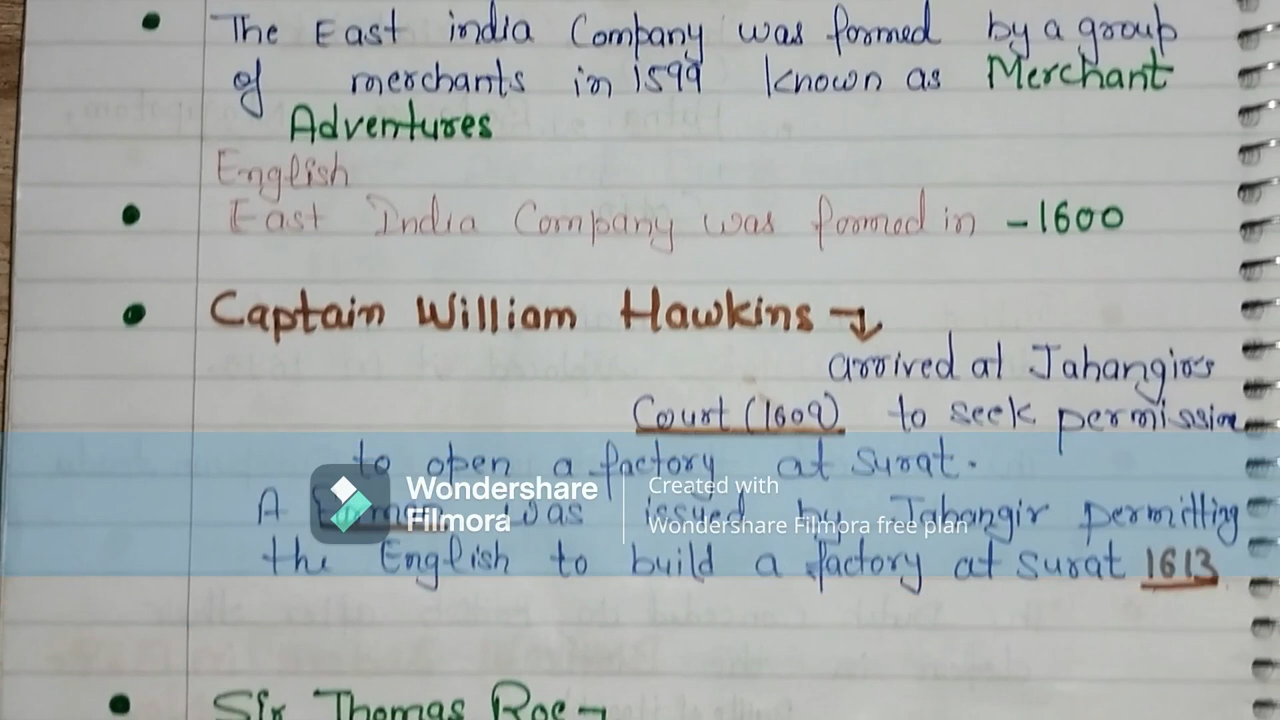 The East india Company was formed by a group
of merchants in 1599 known as Merchant
Adventures
English
East India Company was formed in - 1600
Captain William Hawkins →
arrived at Jahangir's
Court (1609) to seek permission
to open a factory at surat.
Wondershare
Filmora
Created with
Wondershare Filmora free plan
A was issued by Jahangir permitting
the English to build a factory at surat 1613
Sir Thomas Roe →